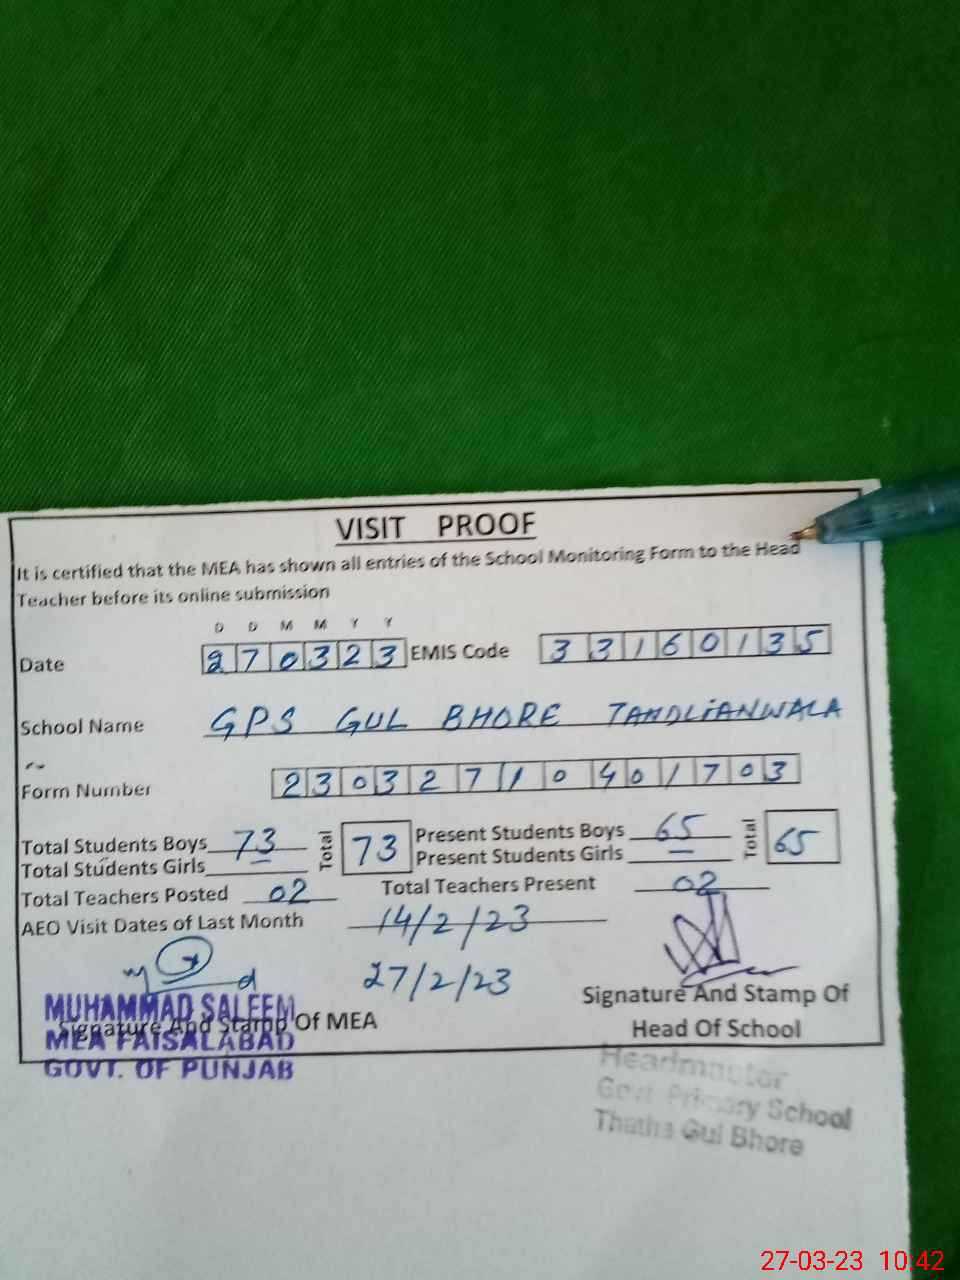 VISIT PROOF
It is certified that the MEA has shown all entries of the School Monitoring Form to the Head
Teacher before its online submission
D D M M Y Y
Date 270323 EMIS Code 33160135
School Name GPS GUL BHORE TANDLIANWALA
Form Number 23032710401703
Total Students Boys 73 Total 73 Present Students Boys 65 Total 65
Total Students Girls Present Students Girls
Total Teachers Posted 02 Total Teachers Present 02
AEO Visit Dates of Last Month 14/2/23
27/2/23
Signature And Stamp Of MEA
MUHAMMAD SALEEM
MEA FAISALABAD
GOVT. OF PUNJAB
Signature And Stamp Of
Head Of School
Headmaster
Govt. Primary School
Thatha Gul Bhore
27-03-23 10:42